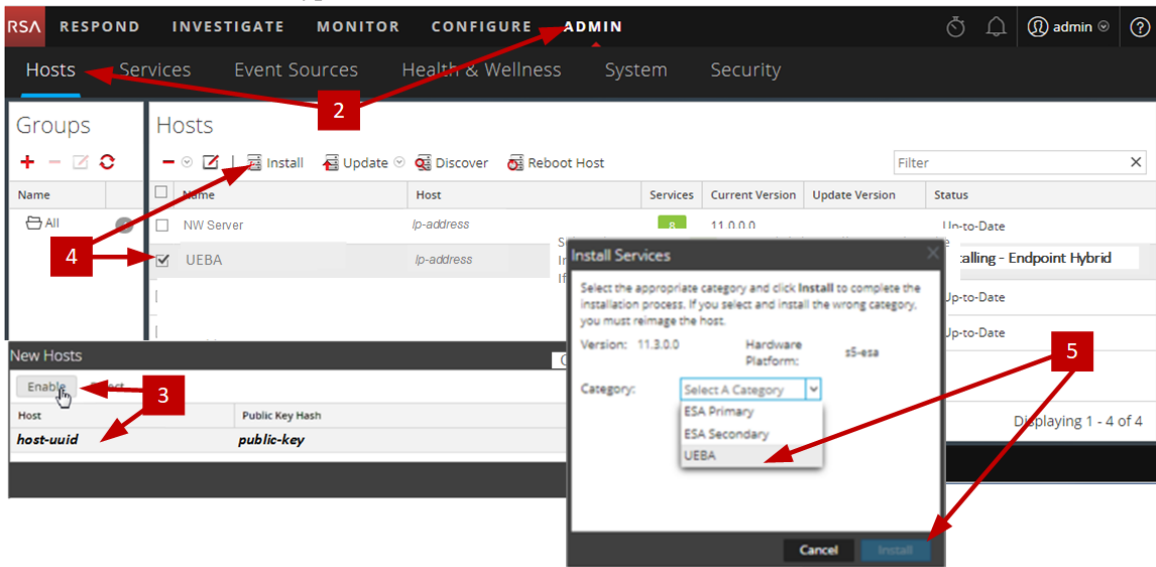 RSA RESPOND INVESTIGATE MONITOR CONFIGURE ADMIN admin ?
Hosts Services Event Sources Health & Wellness System Security
2
Groups
Hosts
Install Update Discover Reboot Host Filter X
Name
Name Host Services Current Version Update Version Status
All
NW Server ip-address 8 11.0.0.0 Up-to-Date
4
UEBA ip-address talling - Endpoint Hybrid
Up-to-Date
Up-to-Date
Displaying 1 - 4 of 4
New Hosts
Enable
3
Host Public Key Hash
host-uuid public-key
Install Services
Select the appropriate category and click Install to complete the
installation process. If you select and install the wrong category,
you must reimage the host.
Version: 11.3.0.0 Hardware
Platform: s5-esa
5
Category: Select A Category
ESA Primary
ESA Secondary
UEBA
Cancel Install